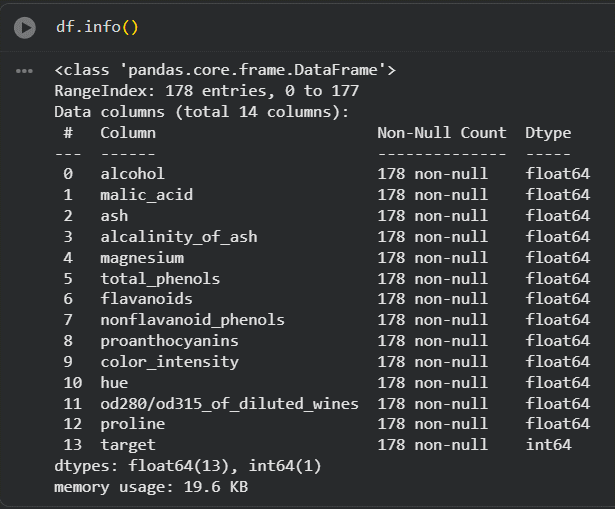 df.info()
<class 'pandas.core.frame.DataFrame'>
RangeIndex: 178 entries, 0 to 177
Data columns (total 14 columns):
 #   Column                        Non-Null Count  Dtype
---  ------                        --------------  -----
 0   alcohol                       178 non-null    float64
 1   malic_acid                    178 non-null    float64
 2   ash                           178 non-null    float64
 3   alcalinity_of_ash             178 non-null    float64
 4   magnesium                     178 non-null    float64
 5   total_phenols                 178 non-null    float64
 6   flavanoids                    178 non-null    float64
 7   nonflavanoid_phenols          178 non-null    float64
 8   proanthocyanins               178 non-null    float64
 9   color_intensity               178 non-null    float64
 10  hue                           178 non-null    float64
 11  od280/od315_of_diluted_wines  178 non-null    float64
 12  proline                       178 non-null    float64
 13  target                        178 non-null    int64
dtypes: float64(13), int64(1)
memory usage: 19.6 KB